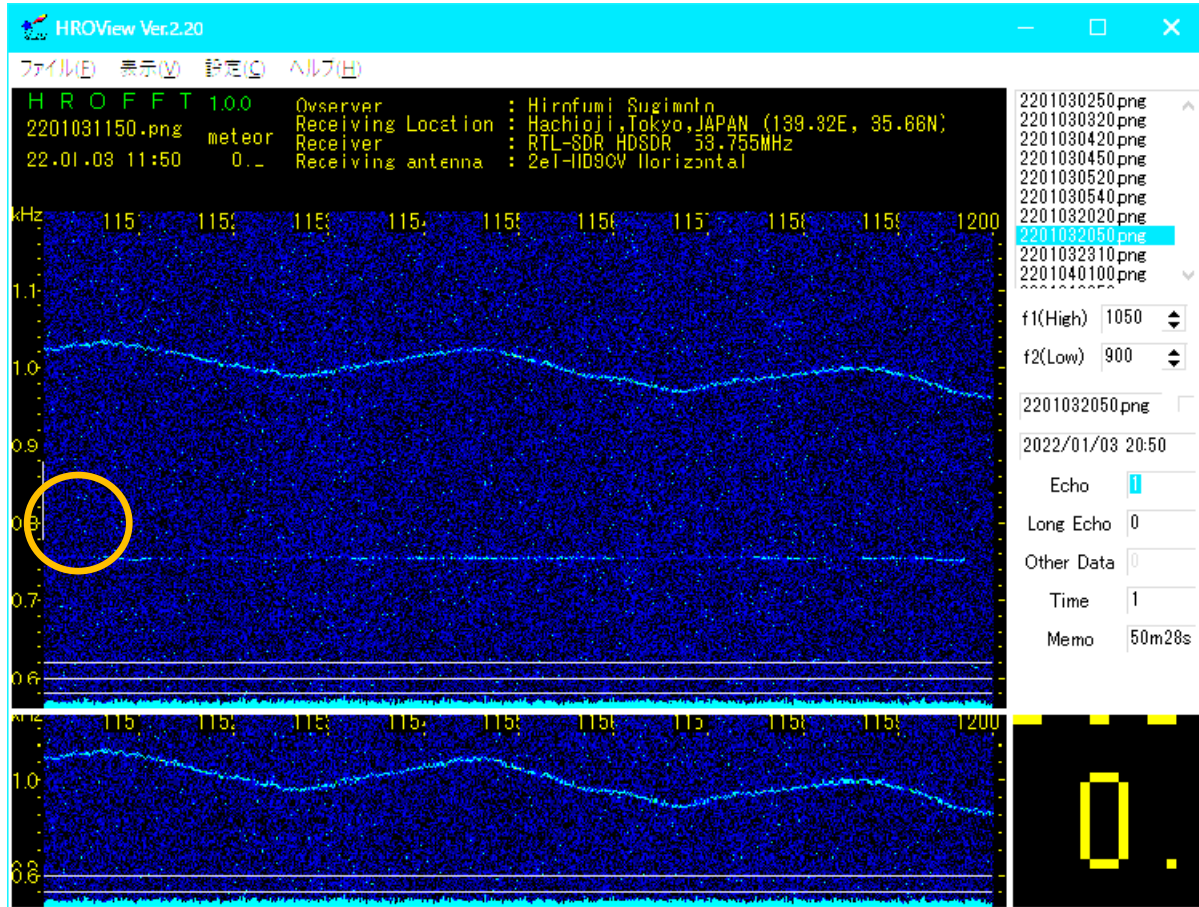 HROView Ver.2.20
ファイル(F) 表示(V) 設定(C) ヘルプ(H)
H R O F F T 1.0.0
2201031150.png meteor
22.01.03 11:50
Ovserver : Hirofumi Sugimoto
Receiving Location : Hachioji,Tokyo,JAPAN (139.32E, 35.66N)
Receiver : RTL-SDR HDSDR 53.755MHz
Receiving antenna :
kHz 1200
1.1
1.0
0.9
0.8
0.7
0.6
kHz 1200
1.0
0.6
2201030250.png
2201030320.png
2201030420.png
2201030450.png
2201030520.png
2201030540.png
2201032020.png
2201032050.png
2201032310.png
2201040100.png
f1(High) 1050
f2(Low) 900
2201032050.png
2022/01/03 20:50
Echo 1
Long Echo 0
Other Data 0
Time 1
Memo 50m28s
0.